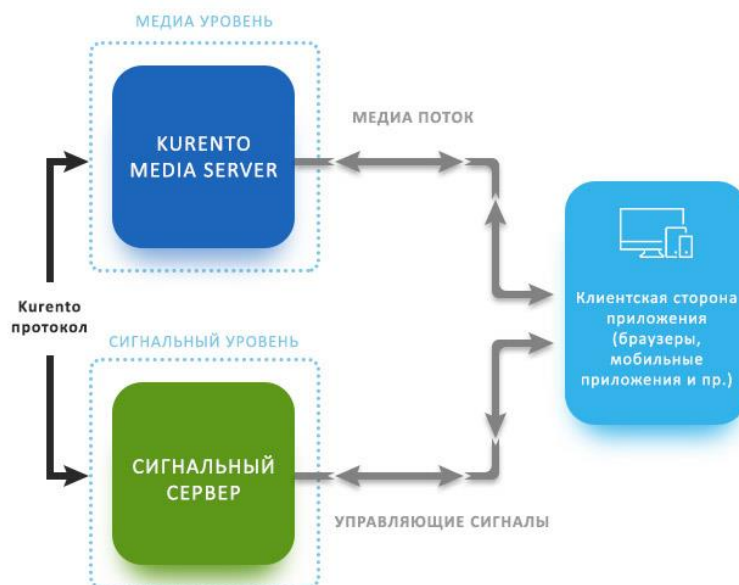 МЕДИА УРОВЕНЬ
KURENTO
MEDIA SERVER
МЕДИА ПОТОК
Kurento
протокол
Клиентская сторона
приложения
(браузеры,
мобильные
приложения и пр.)
СИГНАЛЬНЫЙ УРОВЕНЬ
СИГНАЛЬНЫЙ
СЕРВЕР
УПРАВЛЯЮЩИЕ СИГНАЛЫ